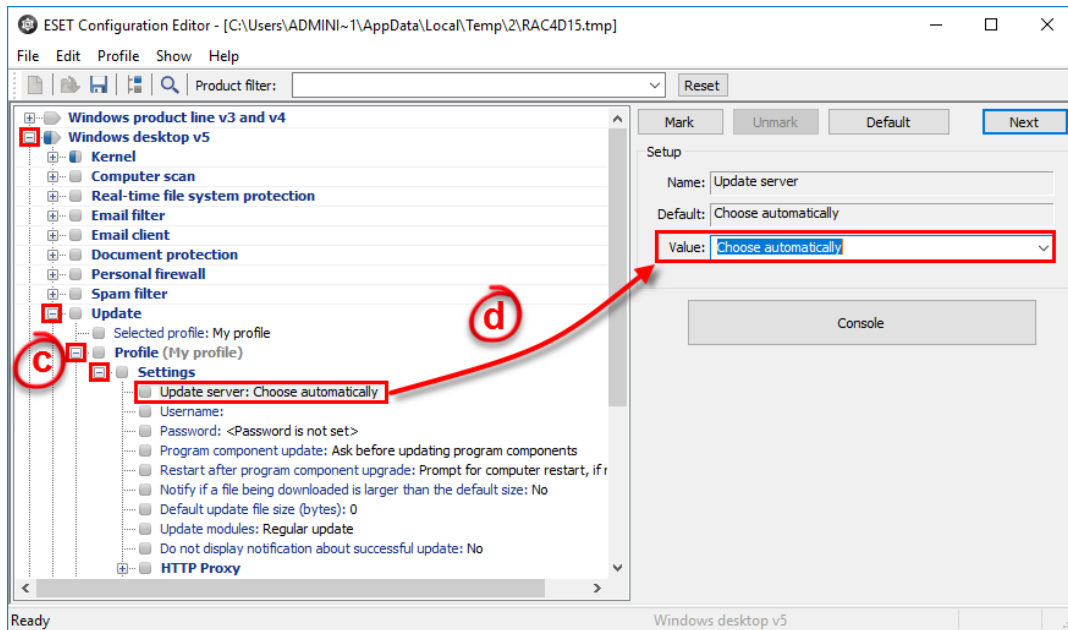 ESET Configuration Editor - [C:\Users\ADMINI~1\AppData\Local\Temp\2\RAC4D15.tmp]
File Edit Profile Show Help
Product filter: Reset
Windows product line v3 and v4
Windows desktop v5
Kernel
Computer scan
Real-time file system protection
Email filter
Email client
Document protection
Personal firewall
Spam filter
Update
Selected profile: My profile
Profile (My profile)
Settings
Update server: Choose automatically
Username:
Password: <Password is not set>
Program component update: Ask before updating program components
Restart after program component upgrade: Prompt for computer restart, if
Notify if a file being downloaded is larger than the default size: No
Default update file size (bytes): 0
Update modules: Regular update
Do not display notification about successful update: No
HTTP Proxy
c
d
Mark Unmark Default Next
Setup
Name: Update server
Default: Choose automatically
Value: Choose automatically
Console
Ready Windows desktop v5